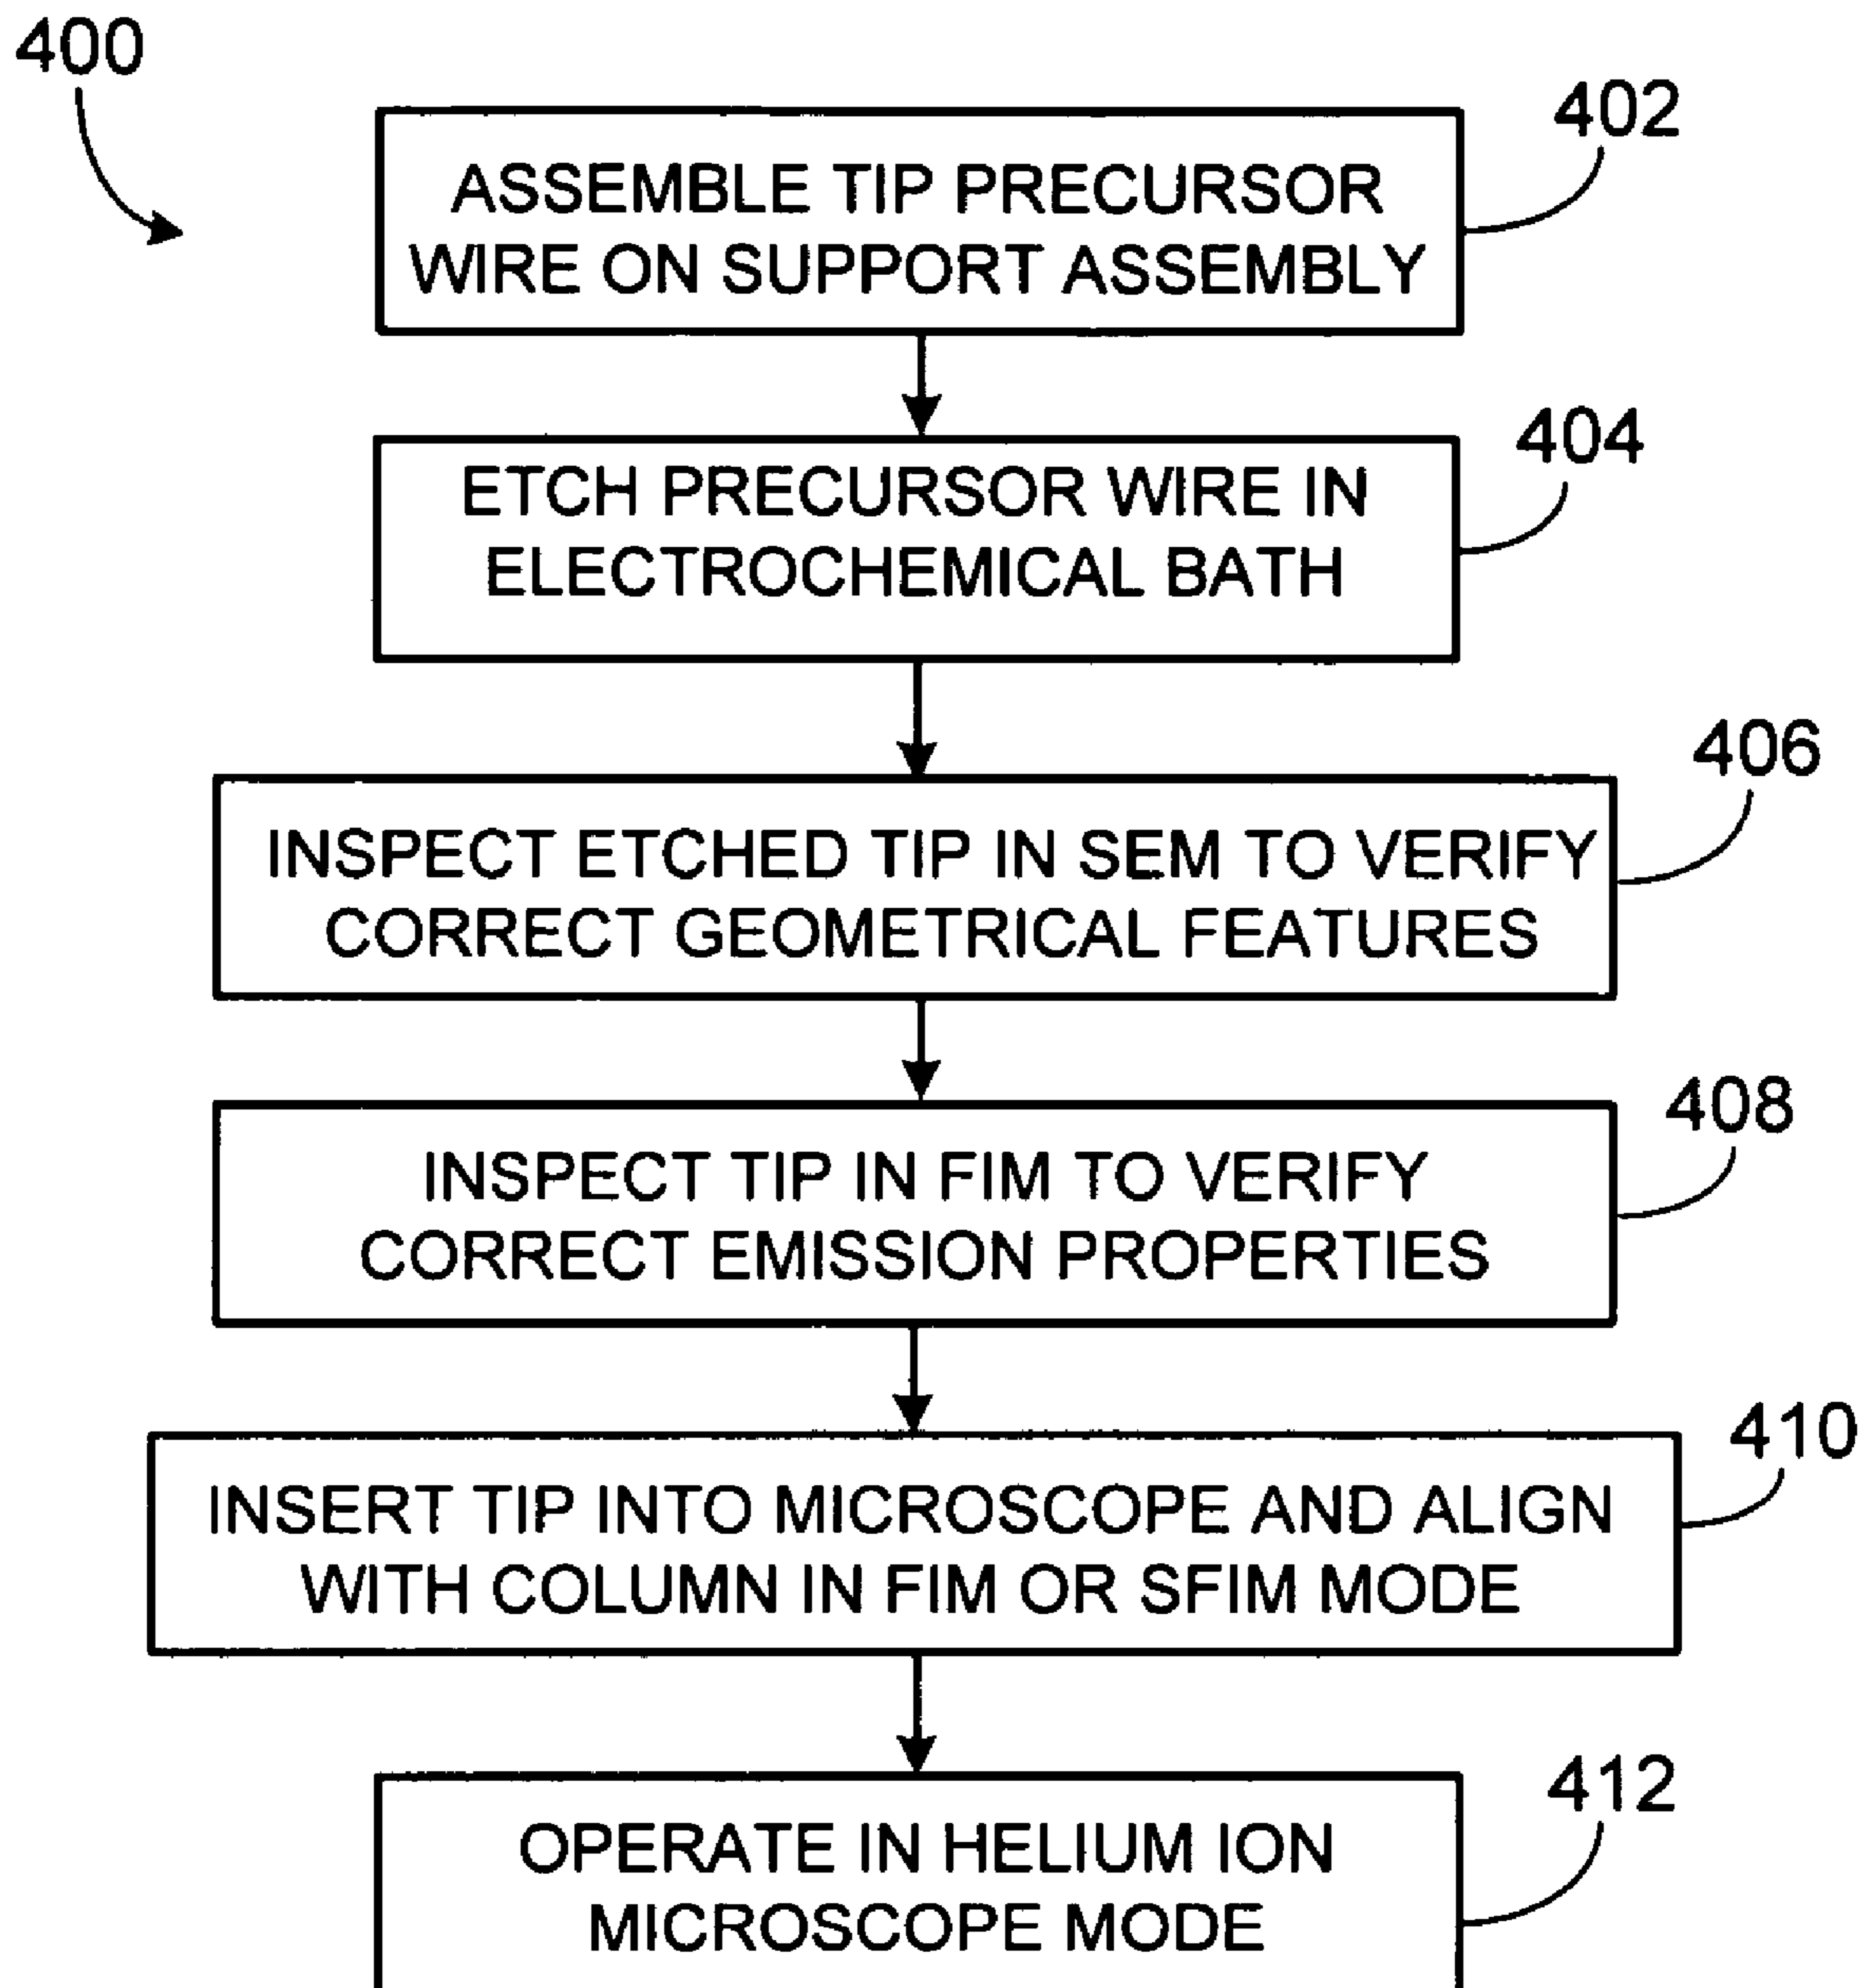 400
402
ASSEMBLE TIP PRECURSOR
WIRE ON SUPPORT ASSEMBLY
404
ETCH PRECURSOR WIRE IN
ELECTROCHEMICAL BATH
406
INSPECT ETCHED TIP IN SEM TO VERIFY
CORRECT GEOMETRICAL FEATURES
408
INSPECT TIP IN FIM TO VERIFY
CORRECT EMISSION PROPERTIES
410
INSERT TIP INTO MICROSCOPE AND ALIGN
WITH COLUMN IN FIM OR SFIM MODE
412
OPERATE IN HELIUM ION
MICROSCOPE MODE